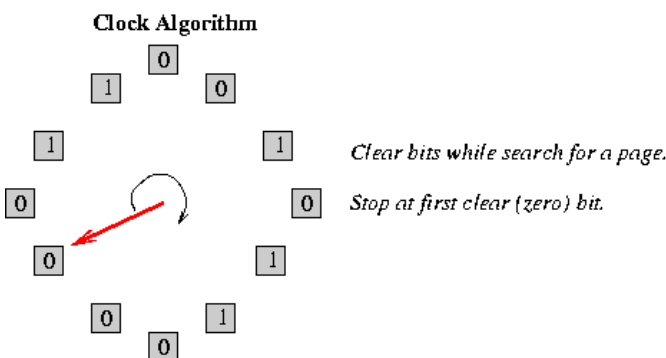 Clock Algorithm
0
1 0
1 1 Clear bits while search for a page.
0 0 Stop at first clear (zero) bit.
0 1
0 1
0